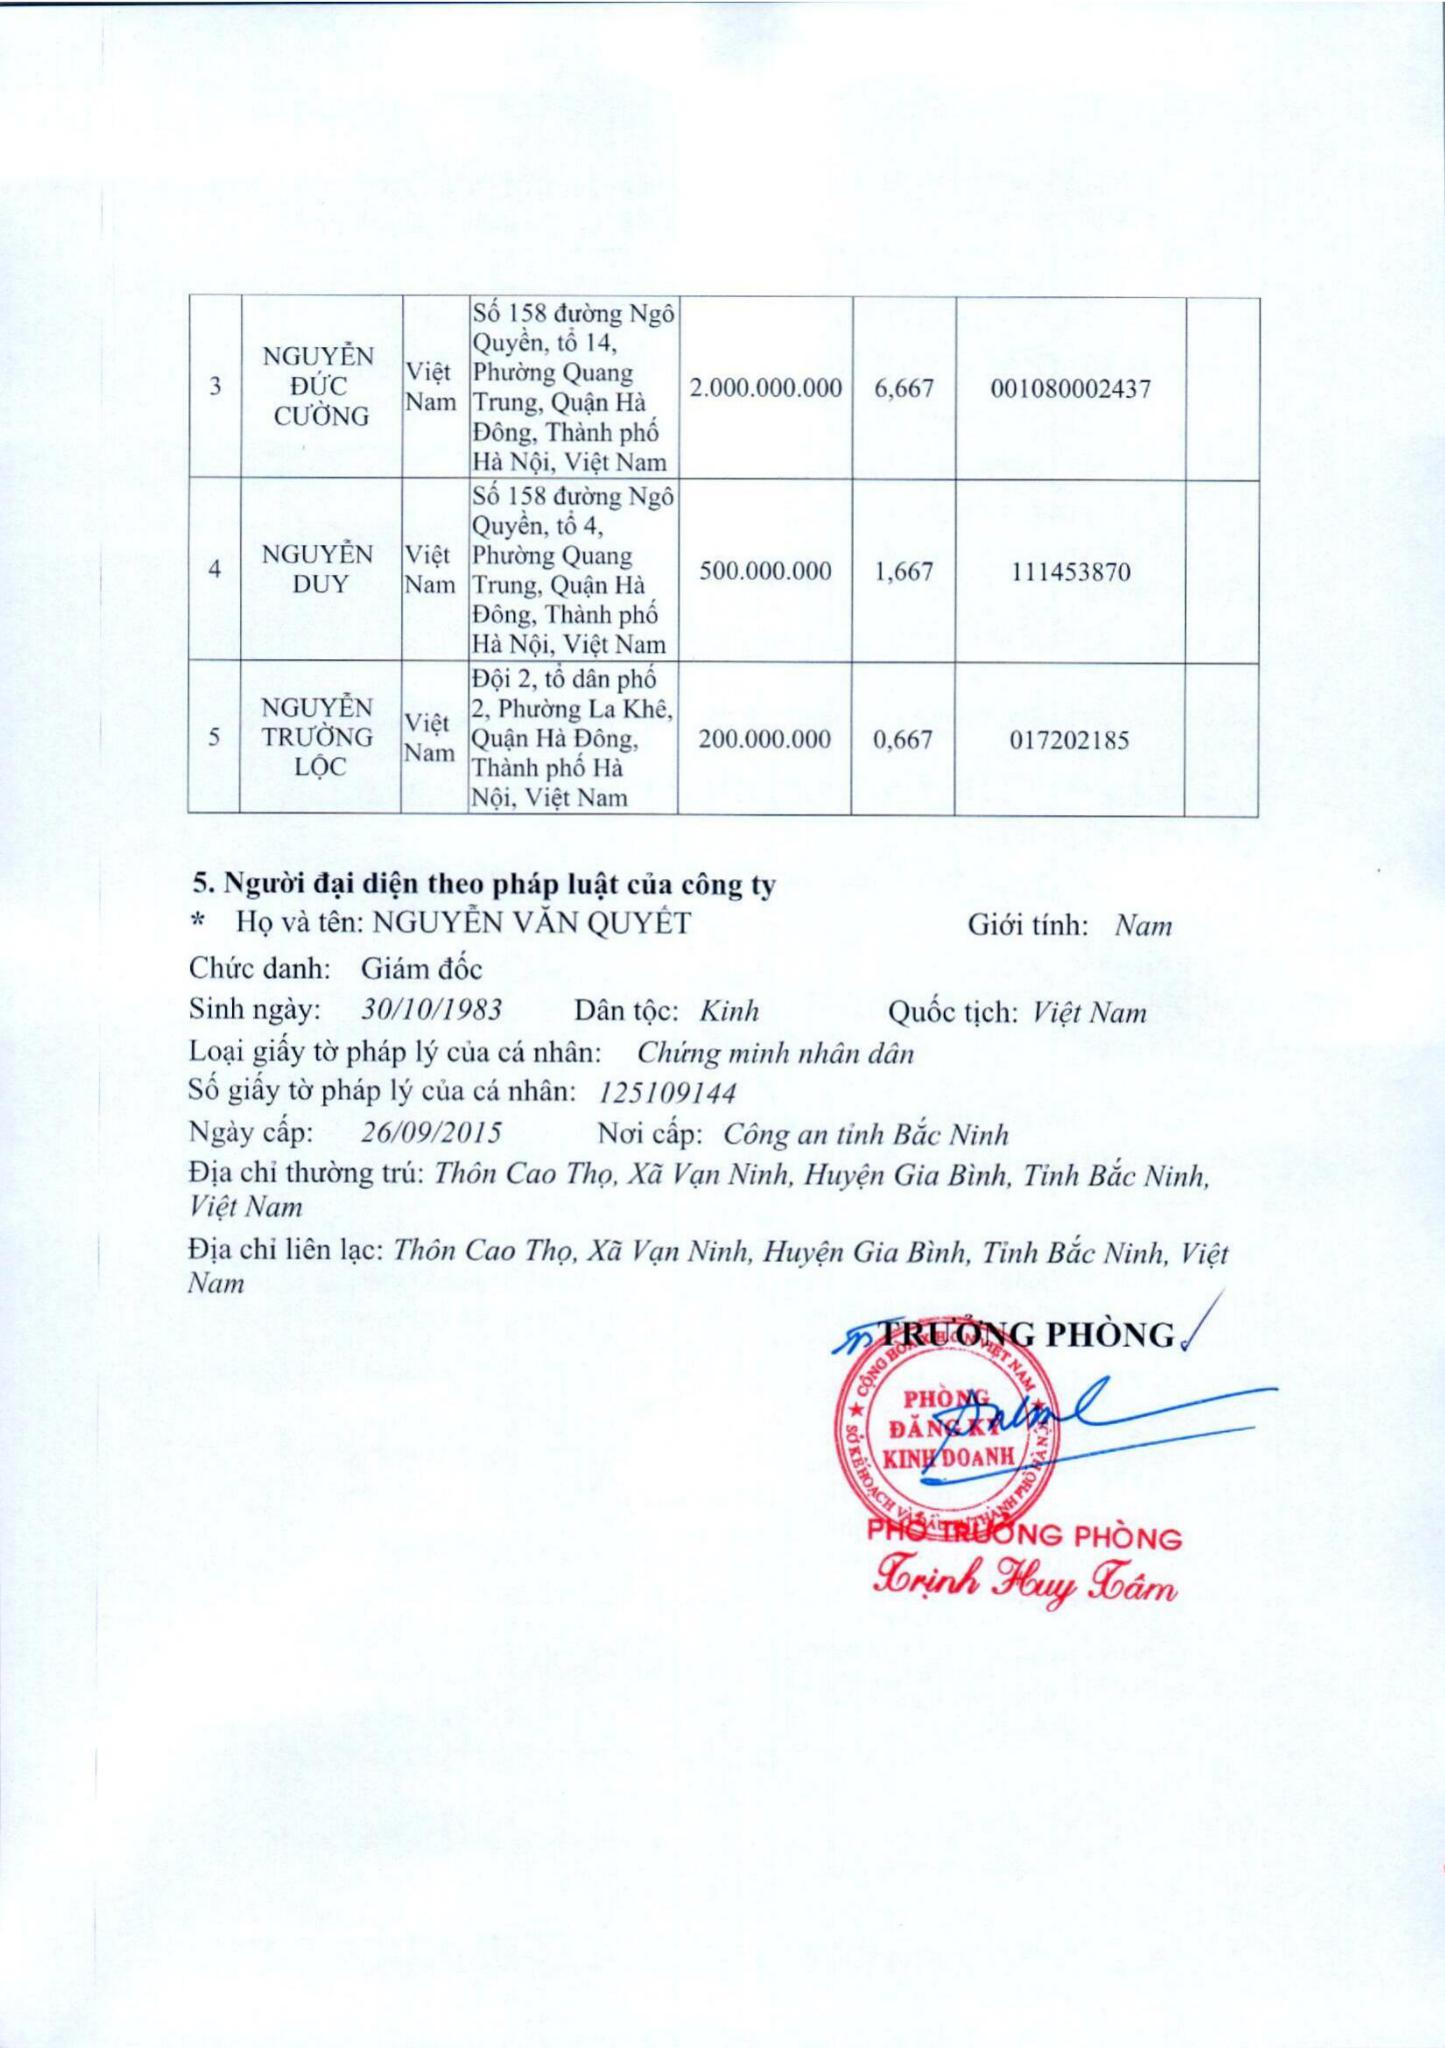 3
NGUYỄN
ĐỨC
CƯỜNG
Việt
Nam
Số 158 đường Ngô
Quyền, tổ 14,
Phường Quang
Trung, Quận Hà
Đông, Thành phố
Hà Nội, Việt Nam
2.000.000.000
6,667
001080002437
4
NGUYỄN
DUY
Việt
Nam
Số 158 đường Ngô
Quyền, tổ 4,
Phường Quang
Trung, Quận Hà
Đông, Thành phố
Hà Nội, Việt Nam
500.000.000
1,667
111453870
5
NGUYỄN
TRƯỜNG
LỘC
Việt
Nam
Đội 2, tổ dân phố
2, Phường La Khê,
Quận Hà Đông,
Thành phố Hà
Nội, Việt Nam
200.000.000
0,667
017202185
5. Người đại diện theo pháp luật của công ty
* Họ và tên: NGUYỄN VĂN QUYẾT Giới tính: Nam
Chức danh: Giám đốc
Sinh ngày: 30/10/1983 Dân tộc: Kinh Quốc tịch: Việt Nam
Loại giấy tờ pháp lý của cá nhân: Chứng minh nhân dân
Số giấy tờ pháp lý của cá nhân: 125109144
Ngày cấp: 26/09/2015 Nơi cấp: Công an tỉnh Bắc Ninh
Địa chỉ thường trú: Thôn Cao Thọ, Xã Vạn Ninh, Huyện Gia Bình, Tỉnh Bắc Ninh,
Việt Nam
Địa chỉ liên lạc: Thôn Cao Thọ, Xã Vạn Ninh, Huyện Gia Bình, Tỉnh Bắc Ninh, Việt
Nam
TRƯỞNG PHÒNG
CỘNG HÒA X.H.C.N VIỆT NAM
PHÒNG
ĐĂNG KÝ
KINH DOANH
SỞ KẾ HOẠCH VÀ ĐẦU TƯ THÀNH PHỐ HÀ NỘI
PHÓ TRƯỞNG PHÒNG
Trịnh Huy Tâm